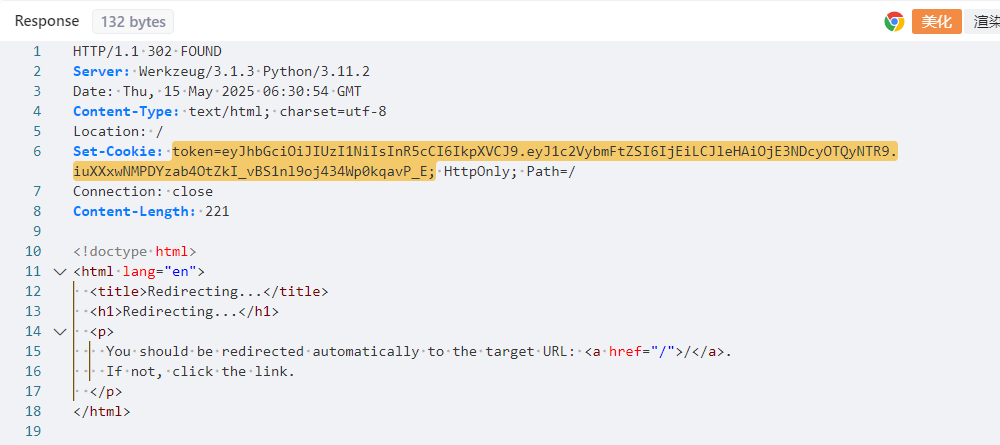 Response 132 bytes 美化 渲染
1 HTTP/1.1 302 FOUND
2 Server: Werkzeug/3.1.3 Python/3.11.2
3 Date: Thu, 15 May 2025 06:30:54 GMT
4 Content-Type: text/html; charset=utf-8
5 Location: /
6 Set-Cookie: token=eyJhbGciOiJIUzI1NiIsInR5cCI6IkpXVCJ9.eyJ1c2VybmFtZSI6IjEiLCJleHAiOjE3NDcyOTQyNTR9.
iuXXxwNMPDYzab4OtZkI_vBS1nl9oj434Wp0kqavP_E; HttpOnly; Path=/
7 Connection: close
8 Content-Length: 221
9
10 <!doctype html>
11 <html lang="en">
12 <title>Redirecting...</title>
13 <h1>Redirecting...</h1>
14 <p>
15 You should be redirected automatically to the target URL: <a href="/">/</a>.
16 If not, click the link.
17 </p>
18 </html>
19